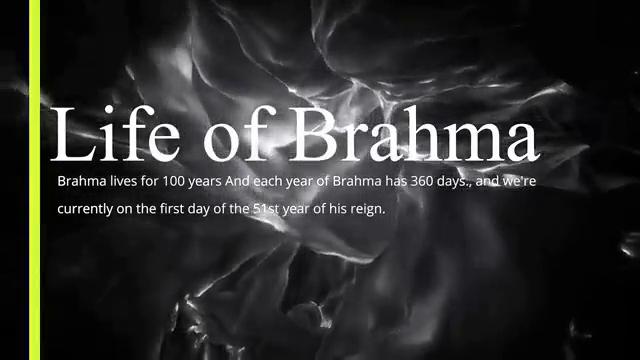 Life of Brahma
Brahma lives for 100 years And each year of Brahma has 360 days., and we're
currently on the first day of the 51st year of his reign.